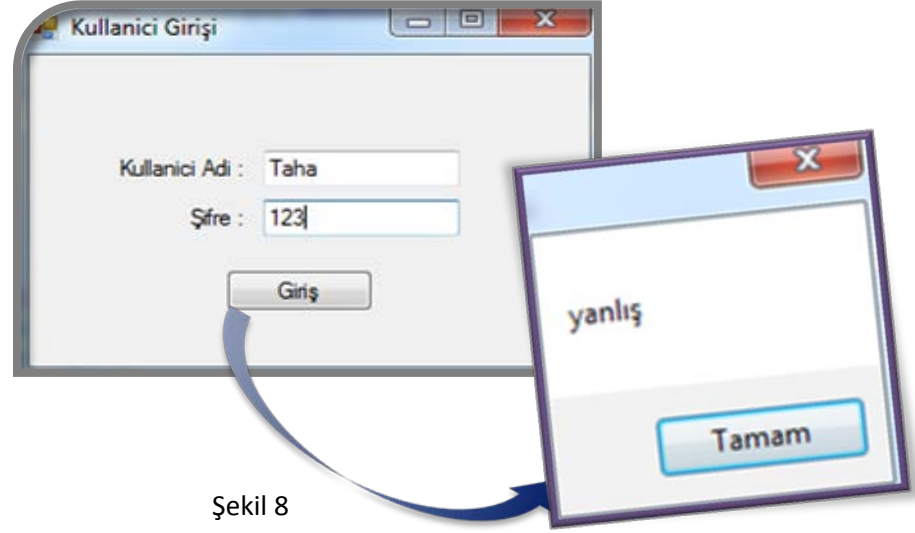 Kullanici Girişi
Kullanici Adi : Taha
Şifre : 123
Giriş
yanlış
Tamam
Şekil 8